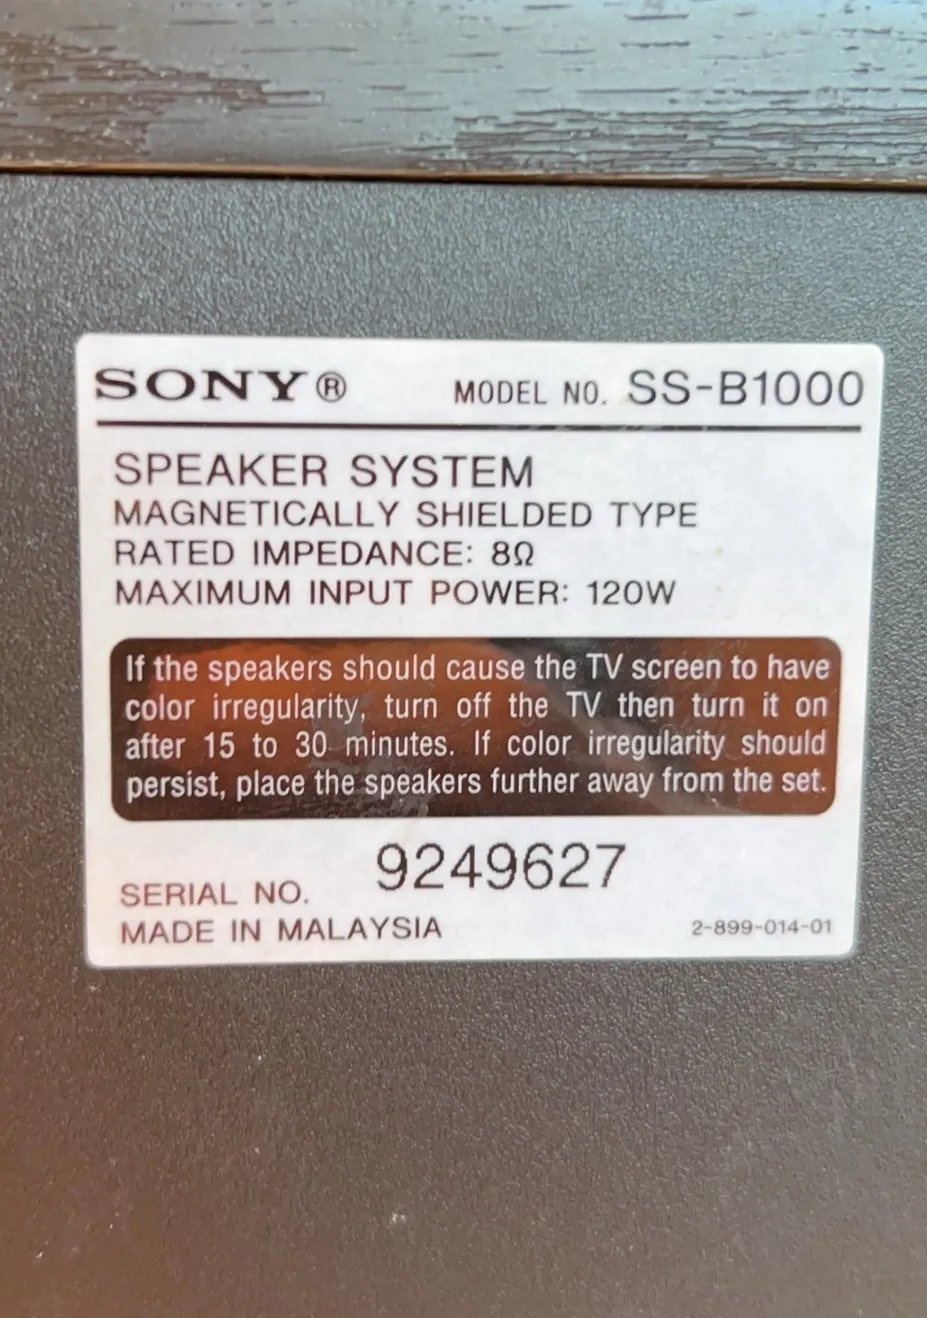 SONY®
MODEL NO. SS-B1000
SPEAKER SYSTEM
MAGNETICALLY SHIELDED TYPE
RATED IMPEDANCE: 8Ω
MAXIMUM INPUT POWER: 120W
If the speakers should cause the TV screen to have
color irregularity, turn off the TV then turn it on
after 15 to 30 minutes. If color irregularity should
persist, place the speakers further away from the set.
SERIAL NO. 9249627
MADE IN MALAYSIA
2-899-014-01